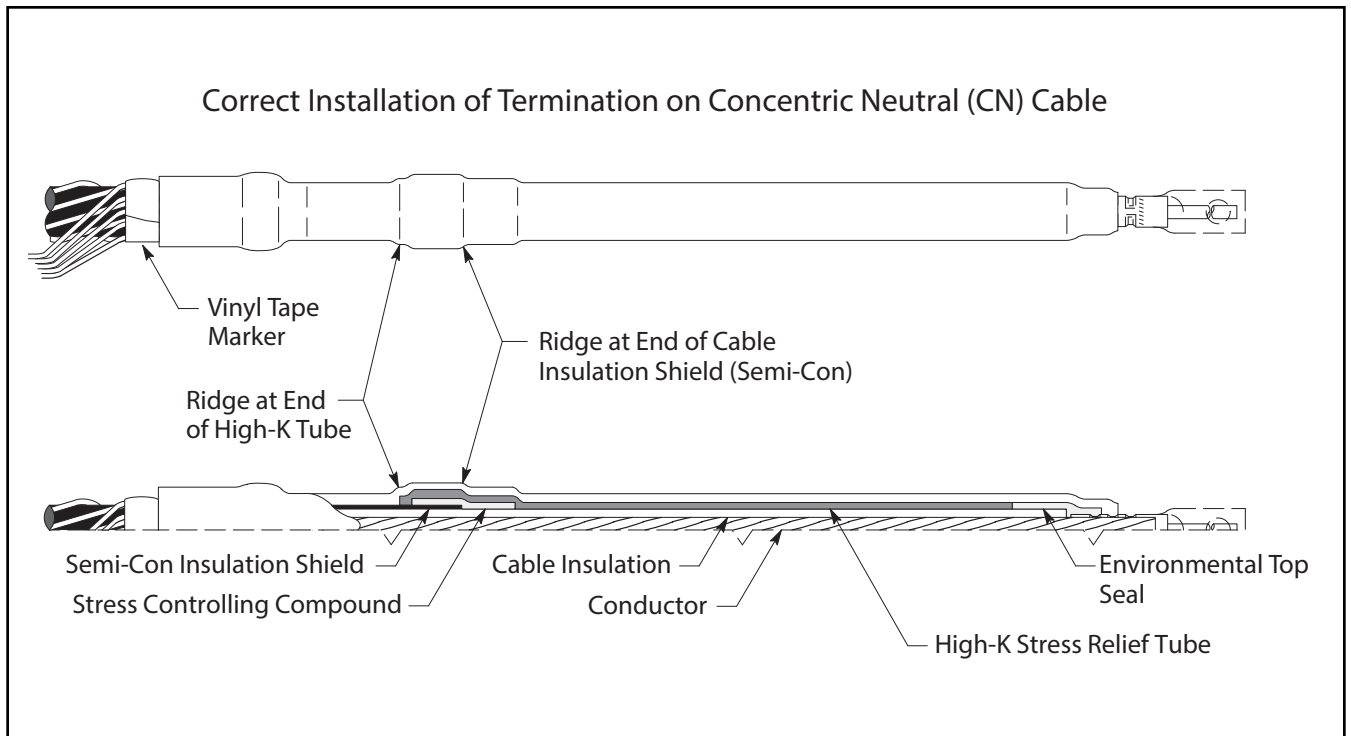 Correct Installation of Termination on Concentric Neutral (CN) Cable
Vinyl Tape
Marker
Ridge at End of Cable
Insulation Shield (Semi-Con)
Ridge at End
of High-K Tube
Semi-Con Insulation Shield
Cable Insulation
Environmental Top
Seal
Stress Controlling Compound
Conductor
High-K Stress Relief Tube